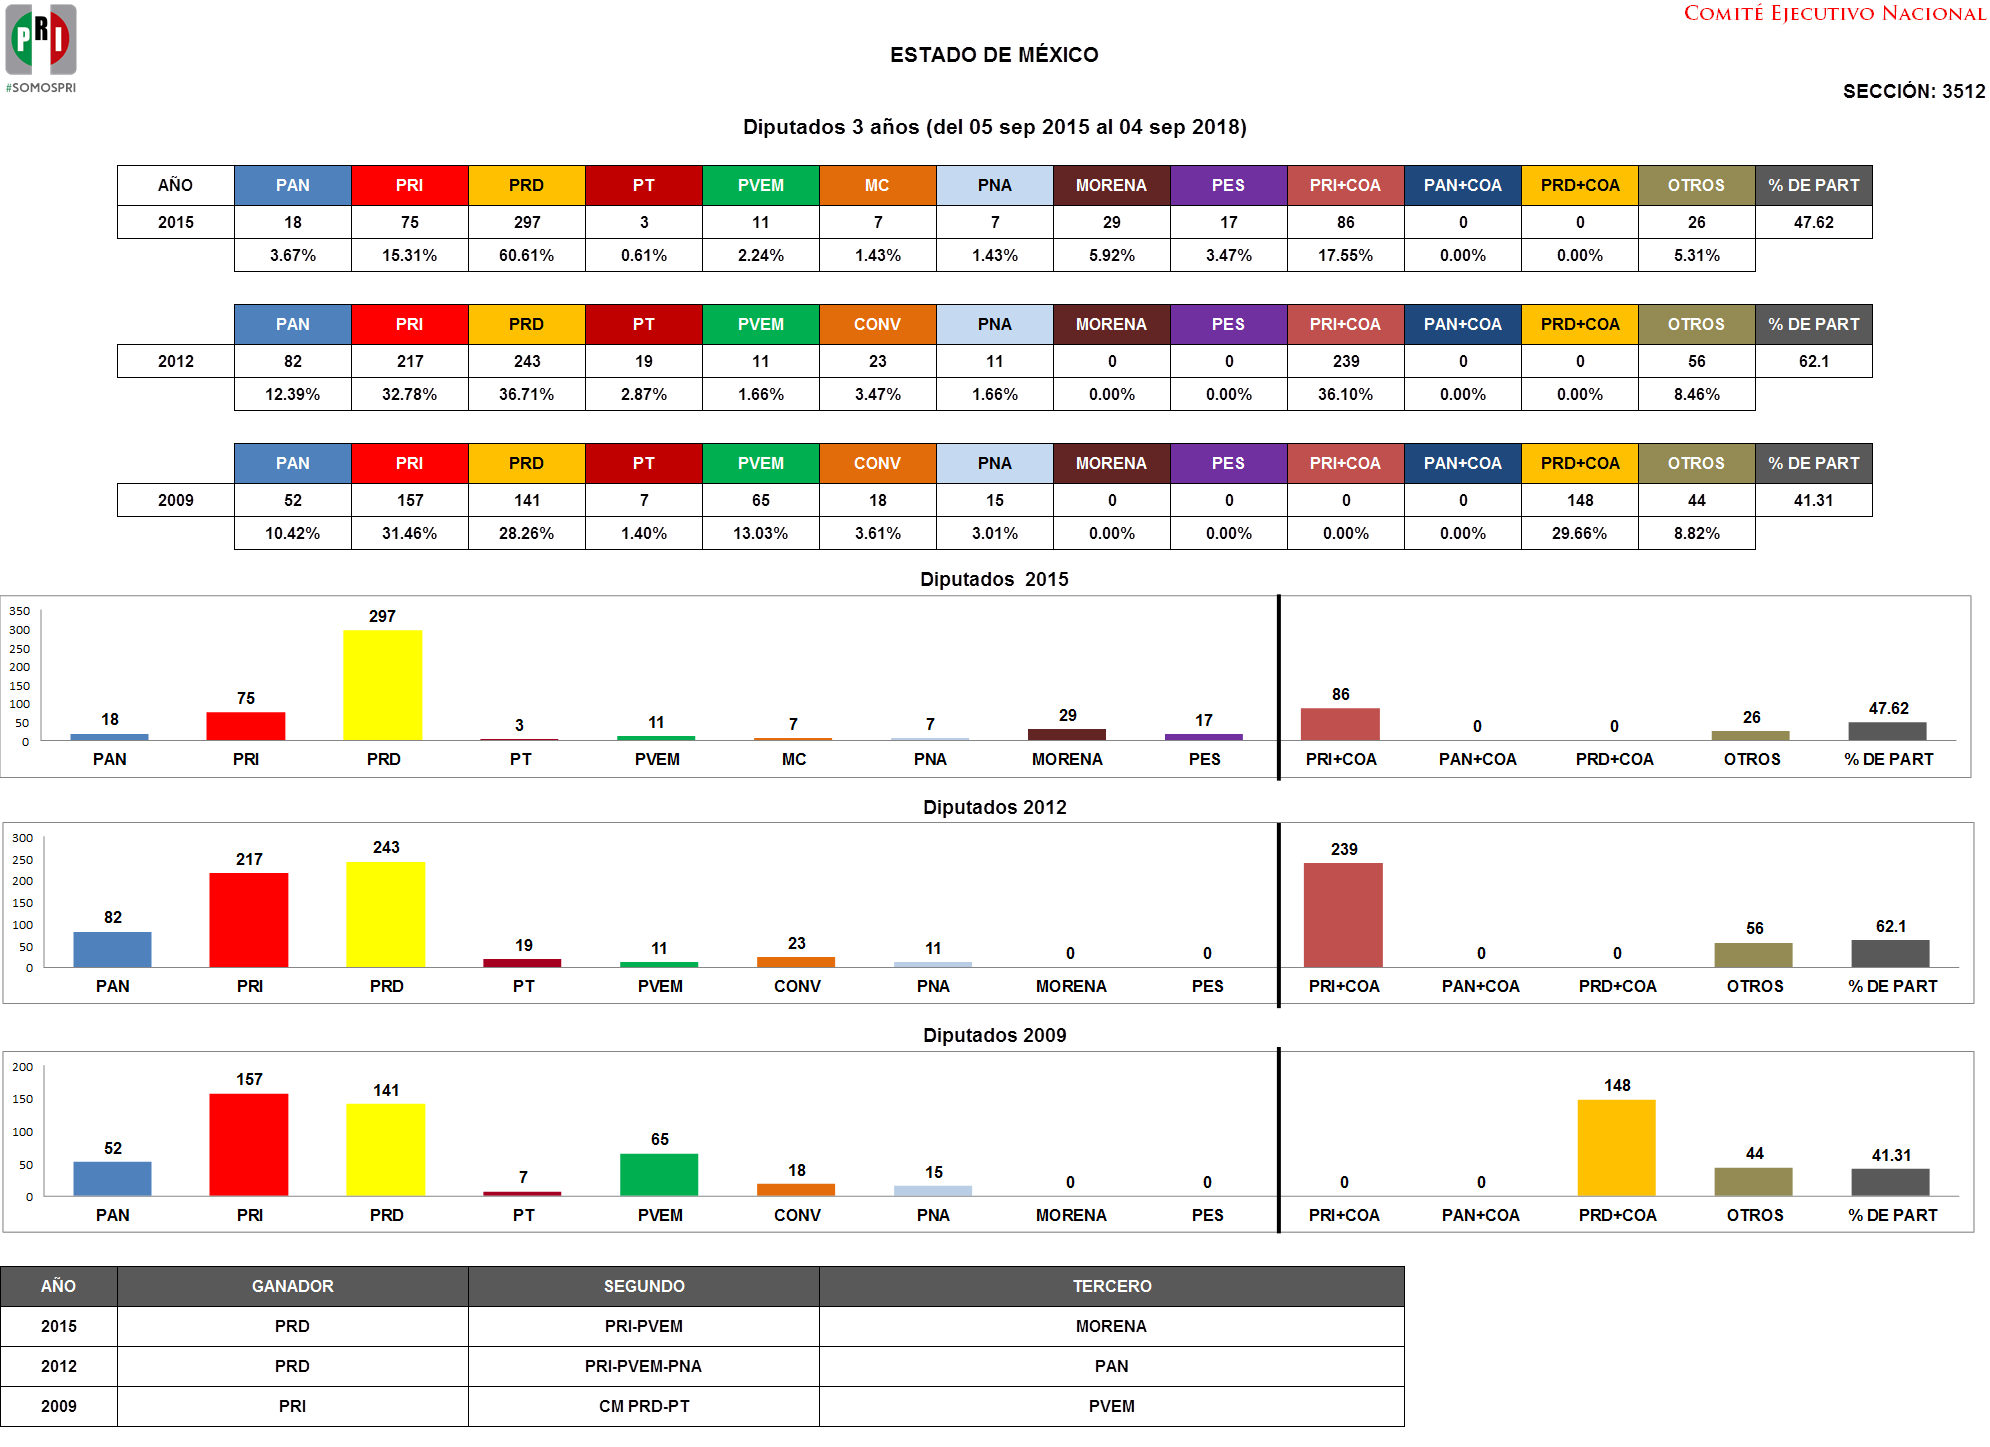 PRI
#SOMOSPRI
COMITÉ EJECUTIVO NACIONAL
ESTADO DE MÉXICO
SECCIÓN: 3512
Diputados 3 años (del 05 sep 2015 al 04 sep 2018)
AÑO PAN PRI PRD PT PVEM MC PNA MORENA PES PRI+COA PAN+COA PRD+COA OTROS % DE PART
2015 18 75 297 3 11 7 7 29 17 86 0 0 26 47.62
3.67% 15.31% 60.61% 0.61% 2.24% 1.43% 1.43% 5.92% 3.47% 17.55% 0.00% 0.00% 5.31%
PAN PRI PRD PT PVEM CONV PNA MORENA PES PRI+COA PAN+COA PRD+COA OTROS % DE PART
2012 82 217 243 19 11 23 11 0 0 239 0 0 56 62.1
12.39% 32.78% 36.71% 2.87% 1.66% 3.47% 1.66% 0.00% 0.00% 36.10% 0.00% 0.00% 8.46%
PAN PRI PRD PT PVEM CONV PNA MORENA PES PRI+COA PAN+COA PRD+COA OTROS % DE PART
2009 52 157 141 7 65 18 15 0 0 0 0 148 44 41.31
10.42% 31.46% 28.26% 1.40% 13.03% 3.61% 3.01% 0.00% 0.00% 0.00% 0.00% 29.66% 8.82%
Diputados 2015
350
300
250
200
150
100
50
0
18 75 297 3 11 7 7 29 17 86 0 0 26 47.62
PAN PRI PRD PT PVEM MC PNA MORENA PES PRI+COA PAN+COA PRD+COA OTROS % DE PART
Diputados 2012
300
250
200
150
100
50
0
82 217 243 19 11 23 11 0 0 239 0 0 56 62.1
PAN PRI PRD PT PVEM CONV PNA MORENA PES PRI+COA PAN+COA PRD+COA OTROS % DE PART
Diputados 2009
200
150
100
50
0
52 157 141 7 65 18 15 0 0 0 0 148 44 41.31
PAN PRI PRD PT PVEM CONV PNA MORENA PES PRI+COA PAN+COA PRD+COA OTROS % DE PART
AÑO GANADOR SEGUNDO TERCERO
2015 PRD PRI-PVEM MORENA
2012 PRD PRI-PVEM-PNA PAN
2009 PRI CM PRD-PT PVEM